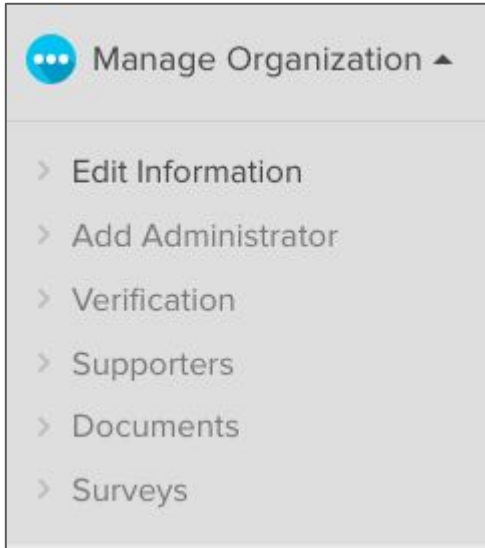 Manage Organization
Edit Information
Add Administrator
Verification
Supporters
Documents
Surveys